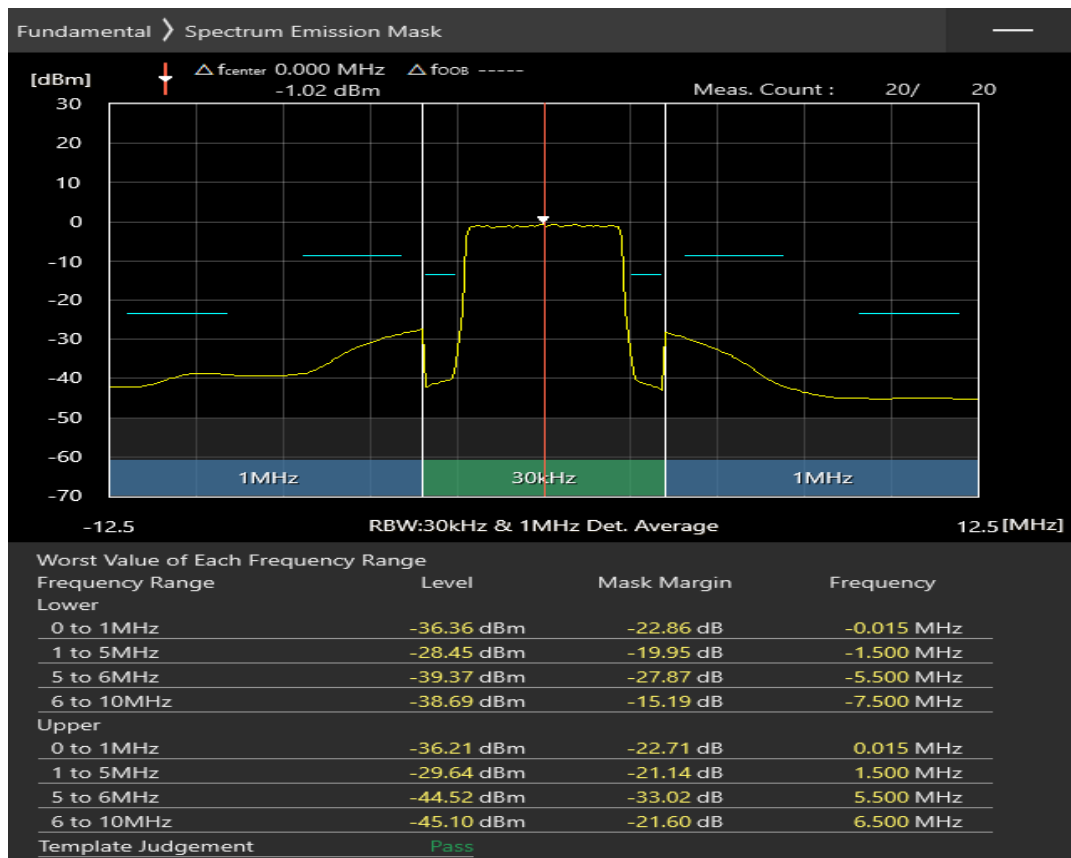 Fundamental ❯ Spectrum Emission Mask
[dBm] △ fcenter 0.000 MHz △ fOOB -----
-1.02 dBm Meas. Count : 20/ 20
30
20
10
0
-10
-20
-30
-40
-50
-60
-70
1MHz 30kHz 1MHz
-12.5 RBW:30kHz & 1MHz Det. Average 12.5 [MHz]
Worst Value of Each Frequency Range
Frequency Range Level Mask Margin Frequency
Lower
0 to 1MHz -36.36 dBm -22.86 dB -0.015 MHz
1 to 5MHz -28.45 dBm -19.95 dB -1.500 MHz
5 to 6MHz -39.37 dBm -27.87 dB -5.500 MHz
6 to 10MHz -38.69 dBm -15.19 dB -7.500 MHz
Upper
0 to 1MHz -36.21 dBm -22.71 dB 0.015 MHz
1 to 5MHz -29.64 dBm -21.14 dB 1.500 MHz
5 to 6MHz -44.52 dBm -33.02 dB 5.500 MHz
6 to 10MHz -45.10 dBm -21.60 dB 6.500 MHz
Template Judgement Pass